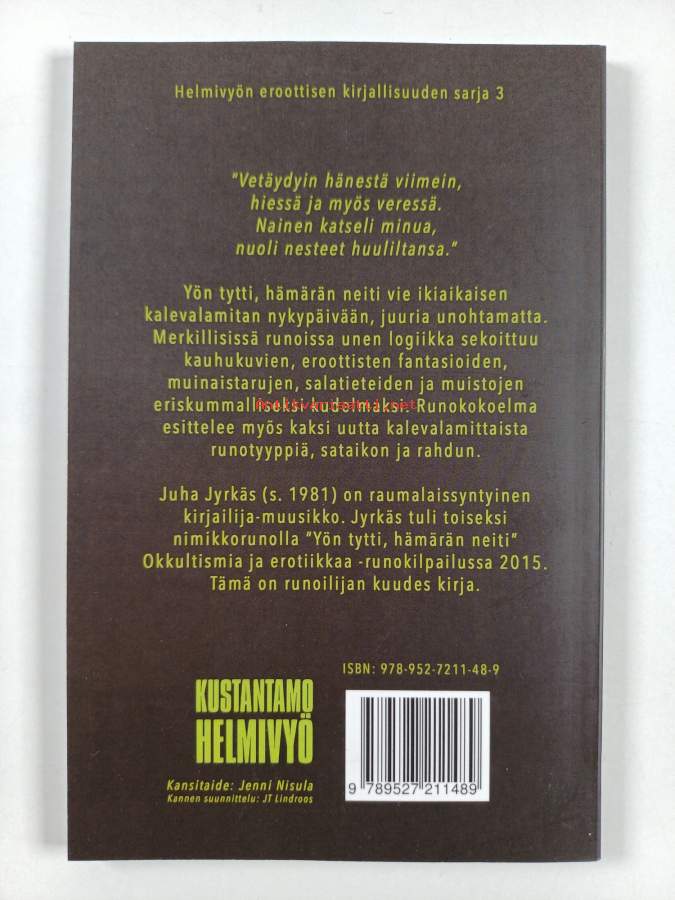 Helmivyön eroottisen kirjallisuuden sarja 3
"Vetäydyin hänestä viimein,
hiessä ja myös veressä.
Nainen katseli minua,
nuoli nesteet huuliltansa."
Yön tytti, hämärän neiti vie ikiaikaisen
kalevalamitan nykypäivään, juuria unohtamatta.
Merkillisissä runoissa unen logiikka sekoittuu
kauhukuvien, eroottisten fantasioiden,
muinaistarujen, salatieteiden ja muistojen
eriskummalliseksi kudelmaksi. Runokokoelma
esittelee myös kaksi uutta kalevalamittaista
runotyyppiä, sataikon ja rahdun.
Juha Jyrkäs (s. 1981) on raumalaissyntyinen
kirjailija-muusikko. Jyrkäs tuli toiseksi
nimikkorunolla "Yön tytti, hämärän neiti"
Okkultismia ja erotiikkaa -runokilpailussa 2015.
Tämä on runoilijan kuudes kirja.
ISBN: 978-952-7211-48-9
KUSTANTAMO
HELMIVYÖ
Kansitaide: Jenni Nisula
Kannen suunnittelu: JT Lindroos
9 789527 211489